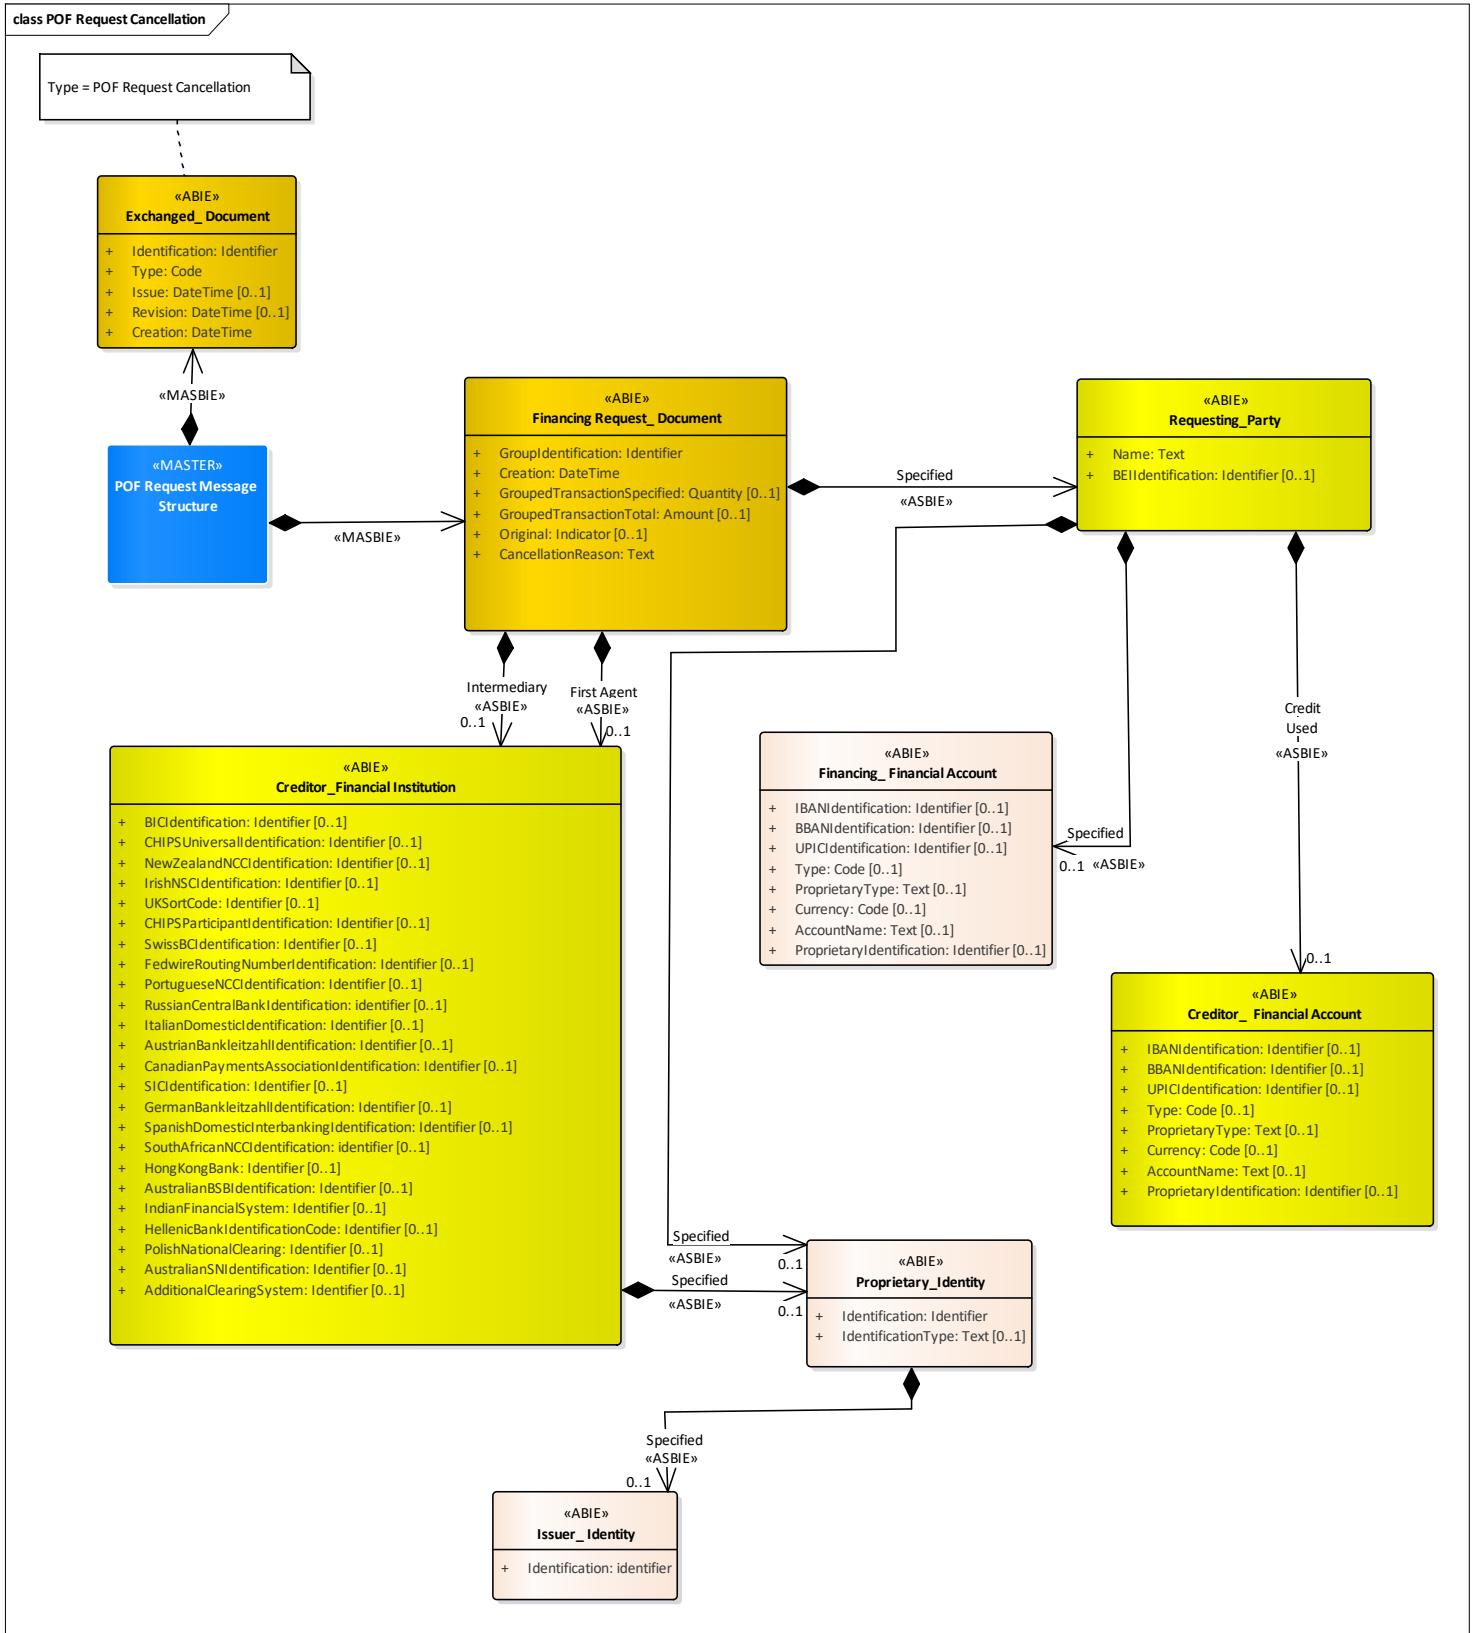 class POF Request Cancellation
Type = POF Request Cancellation
«ABIE»
Exchanged_ Document
+ Identification: Identifier
+ Type: Code
+ Issue: DateTime [0..1]
+ Revision: DateTime [0..1]
+ Creation: DateTime
«MASBIE»
«MASTER»
POF Request Message
Structure
«MASBIE»
«ABIE»
Financing Request_ Document
+ GroupIdentification: Identifier
+ Creation: DateTime
+ GroupedTransactionSpecified: Quantity [0..1]
+ GroupedTransactionTotal: Amount [0..1]
+ Original: Indicator [0..1]
+ CancellationReason: Text
Specified
«ASBIE»
«ABIE»
Requesting_Party
+ Name: Text
+ BEIIdentification: Identifier [0..1]
Intermediary
«ASBIE»
0..1
First Agent
«ASBIE»
0..1
Credit
Used
«ASBIE»
0..1
«ABIE»
Financing_ Financial Account
+ IBANIdentification: Identifier [0..1]
+ BBANIdentification: Identifier [0..1]
+ UPICIdentification: Identifier [0..1]
+ Type: Code [0..1]
+ ProprietaryType: Text [0..1]
+ Currency: Code [0..1]
+ AccountName: Text [0..1]
+ ProprietaryIdentification: Identifier [0..1]
Specified
0..1 «ASBIE»
«ABIE»
Creditor_Financial Institution
+ BICIdentification: Identifier [0..1]
+ CHIPSUniversalIdentification: Identifier [0..1]
+ NewZealandNCCIdentification: Identifier [0..1]
+ IrishNSCIdentification: Identifier [0..1]
+ UKSortCode: Identifier [0..1]
+ CHIPSParticipantIdentification: Identifier [0..1]
+ SwissBCIdentification: Identifier [0..1]
+ FedwireRoutingNumberIdentification: Identifier [0..1]
+ PortugueseNCCIdentification: Identifier [0..1]
+ RussianCentralBankIdentification: identifier [0..1]
+ ItalianDomesticIdentification: Identifier [0..1]
+ AustrianBankleitzahlIdentification: Identifier [0..1]
+ CanadianPaymentsAssociationIdentification: Identifier [0..1]
+ SICIdentification: Identifier [0..1]
+ GermanBankleitzahlIdentification: Identifier [0..1]
+ SpanishDomesticInterbankingIdentification: Identifier [0..1]
+ SouthAfricanNCCIdentification: identifier [0..1]
+ HongKongBank: Identifier [0..1]
+ AustralianBSBIdentification: Identifier [0..1]
+ IndianFinancialSystem: Identifier [0..1]
+ HellenicBankIdentificationCode: Identifier [0..1]
+ PolishNationalClearing: Identifier [0..1]
+ AustralianSNIdentification: Identifier [0..1]
+ AdditionalClearingSystem: Identifier [0..1]
«ABIE»
Creditor_ Financial Account
+ IBANIdentification: Identifier [0..1]
+ BBANIdentification: Identifier [0..1]
+ UPICIdentification: Identifier [0..1]
+ Type: Code [0..1]
+ ProprietaryType: Text [0..1]
+ Currency: Code [0..1]
+ AccountName: Text [0..1]
+ ProprietaryIdentification: Identifier [0..1]
Specified
«ASBIE» 0..1
Specified
«ASBIE» 0..1
«ABIE»
Proprietary_Identity
+ Identification: Identifier
+ IdentificationType: Text [0..1]
Specified
«ASBIE»
0..1
«ABIE»
Issuer_ Identity
+ Identification: identifier